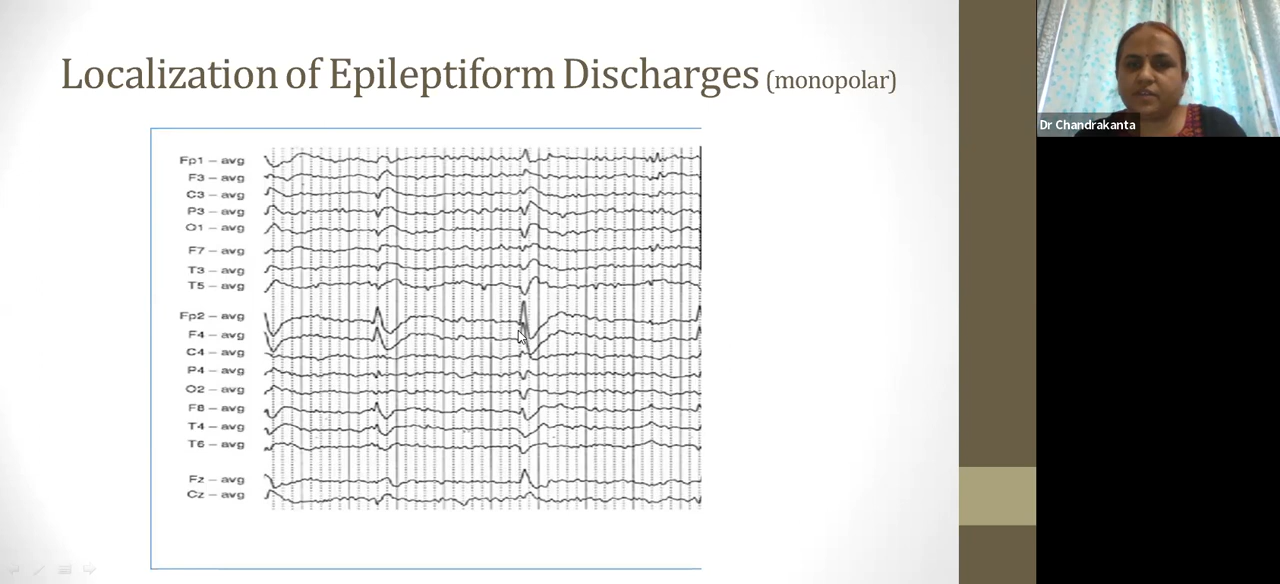 Localization of Epileptiform Discharges (monopolar)
Dr Chandrakanta
Fp1 – avg
F3 – avg
C3 – avg
P3 – avg
O1 – avg
F7 – avg
T3 – avg
T5 – avg
Fp2 – avg
F4 – avg
C4 – avg
P4 – avg
O2 – avg
F8 – avg
T4 – avg
T6 – avg
Fz – avg
Cz – avg